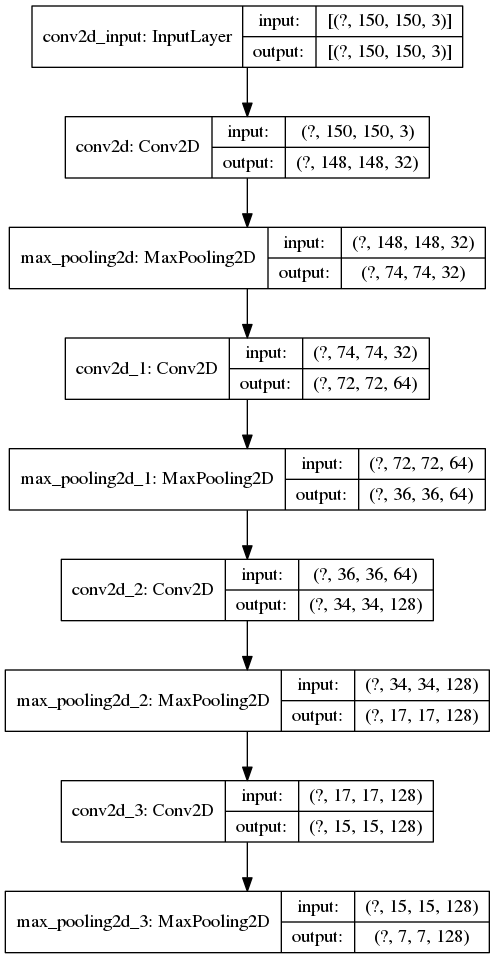 conv2d_input: InputLayer
input: [(?, 150, 150, 3)]
output: [(?, 150, 150, 3)]
conv2d: Conv2D
input: (?, 150, 150, 3)
output: (?, 148, 148, 32)
max_pooling2d: MaxPooling2D
input: (?, 148, 148, 32)
output: (?, 74, 74, 32)
conv2d_1: Conv2D
input: (?, 74, 74, 32)
output: (?, 72, 72, 64)
max_pooling2d_1: MaxPooling2D
input: (?, 72, 72, 64)
output: (?, 36, 36, 64)
conv2d_2: Conv2D
input: (?, 36, 36, 64)
output: (?, 34, 34, 128)
max_pooling2d_2: MaxPooling2D
input: (?, 34, 34, 128)
output: (?, 17, 17, 128)
conv2d_3: Conv2D
input: (?, 17, 17, 128)
output: (?, 15, 15, 128)
max_pooling2d_3: MaxPooling2D
input: (?, 15, 15, 128)
output: (?, 7, 7, 128)